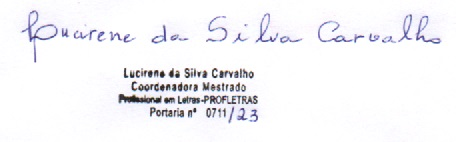 Lucirene da Silva Carvalho
Lucirene da Silva Carvalho
Coordenadora Mestrado
Profissional em Letras-PROFLETRAS
Portaria nº 0711/23